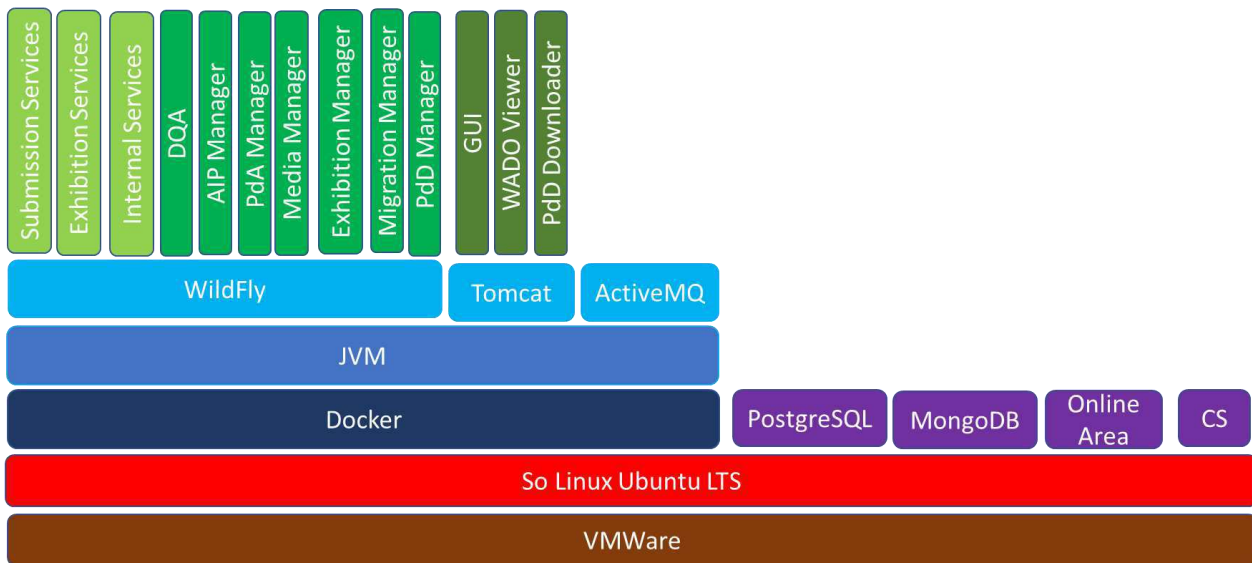 Submission Services
Exhibition Services
Internal Services
DQA
AIP Manager
PdA Manager
Media Manager
Exhibition Manager
Migration Manager
PdD Manager
GUI
WADO Viewer
PdD Downloader
WildFly
Tomcat
ActiveMQ
JVM
Docker
PostgreSQL
MongoDB
Online
Area
CS
So Linux Ubuntu LTS
VMWare